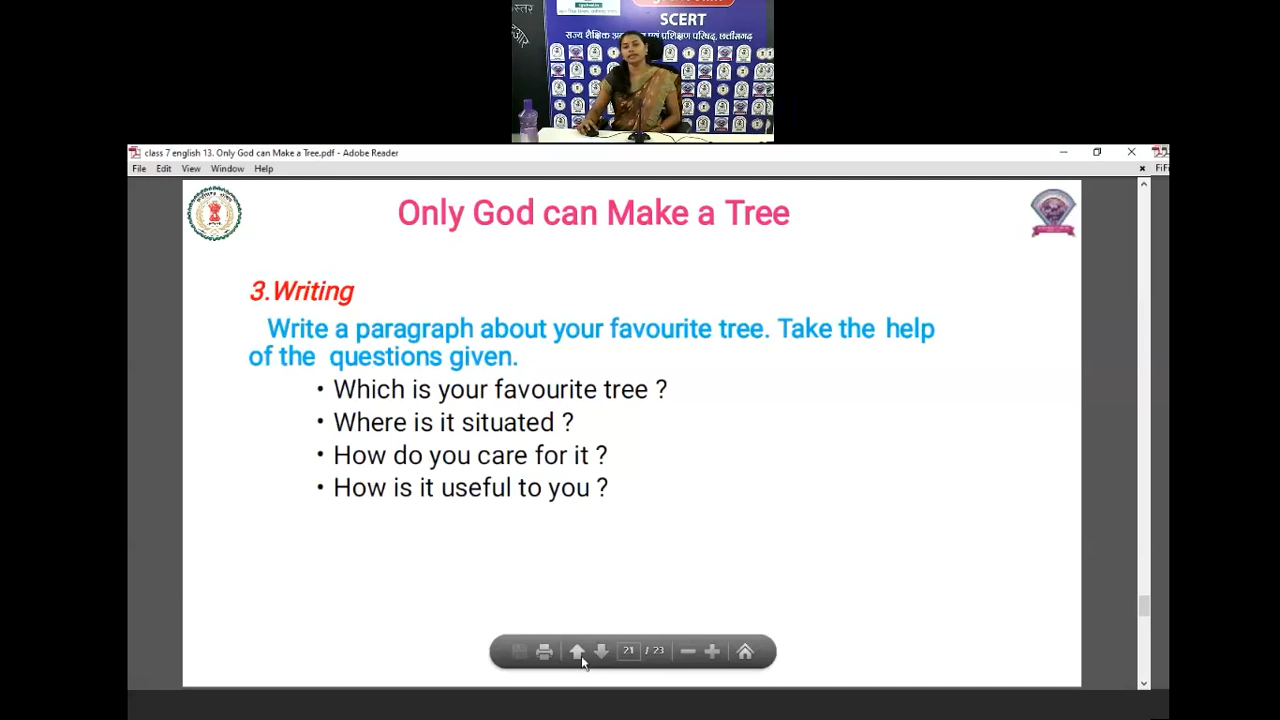 स्तर
SCERT
राज्य शैक्षिक अनुसंधान एवं प्रशिक्षण परिषद्, छत्तीसगढ़
class 7 english 13. Only God can Make a Tree.pdf - Adobe Reader
File Edit View Window Help
Only God can Make a Tree
3.Writing
Write a paragraph about your favourite tree. Take the help
of the questions given.
• Which is your favourite tree ?
• Where is it situated ?
• How do you care for it ?
• How is it useful to you ?
21 / 23